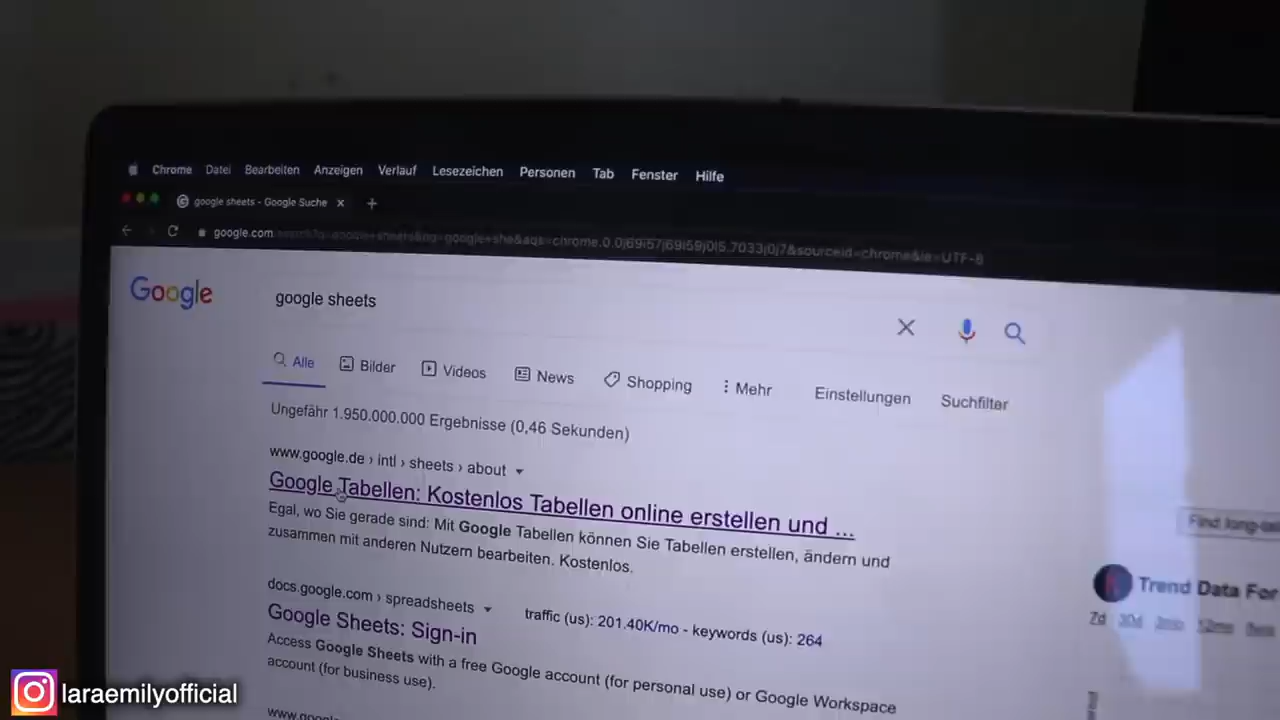 Chrome Datei Bearbeiten Anzeigen Verlauf Lesezeichen Personen Tab Fenster Hilfe
google sheets - Google Suche
google.com
Google
google sheets
Alle Bilder Videos News Shopping Mehr Einstellungen Suchfilter
Ungefähr 1.950.000.000 Ergebnisse (0,46 Sekunden)
www.google.de › intl › sheets › about
Google Tabellen: Kostenlos Tabellen online erstellen und ...
Egal, wo Sie gerade sind: Mit Google Tabellen können Sie Tabellen erstellen, ändern und
zusammen mit anderen Nutzern bearbeiten. Kostenlos.
docs.google.com › spreadsheets
traffic (us): 201.40K/mo - keywords (us): 264
Google Sheets: Sign-in
Access Google Sheets with a free Google account (for personal use) or Google Workspace
account (for business use).
Trend Data For
7d 30d
laraemilyofficial